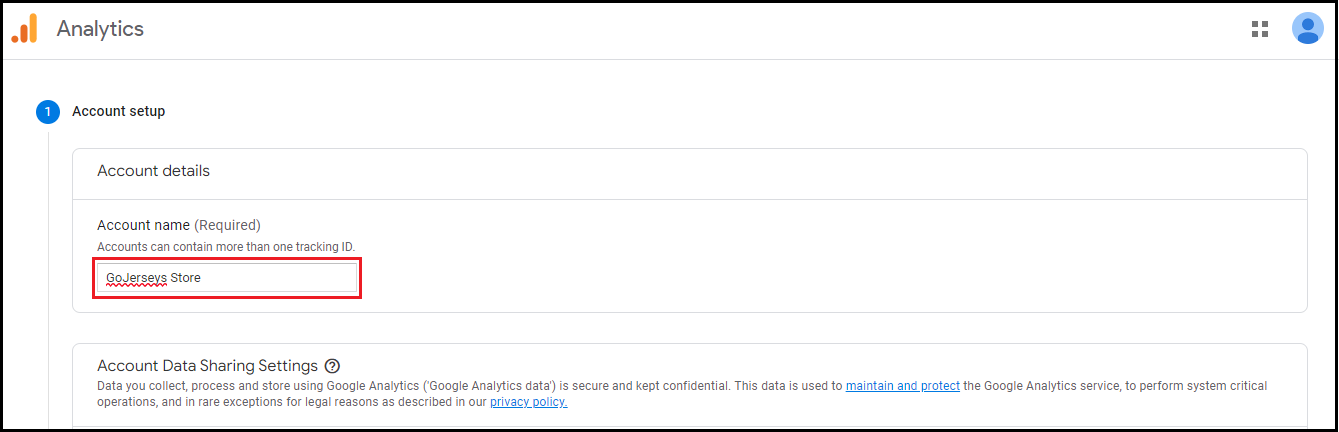 Analytics
1 Account setup
Account details
Account name (Required)
Accounts can contain more than one tracking ID.
GoJerseys Store
Account Data Sharing Settings ?
Data you collect, process and store using Google Analytics ('Google Analytics data') is secure and kept confidential. This data is used to maintain and protect the Google Analytics service, to perform system critical
operations, and in rare exceptions for legal reasons as described in our privacy policy.